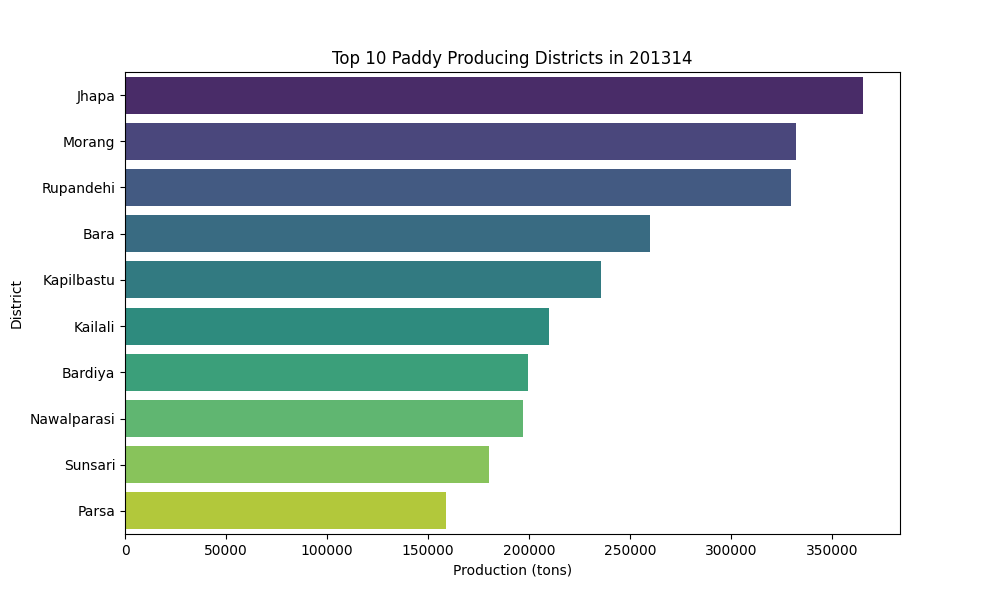 Top 10 Paddy Producing Districts in 201314
District
Jhapa
Morang
Rupandehi
Bara
Kapilbastu
Kailali
Bardiya
Nawalparasi
Sunsari
Parsa
0 50000 100000 150000 200000 250000 300000 350000
Production (tons)